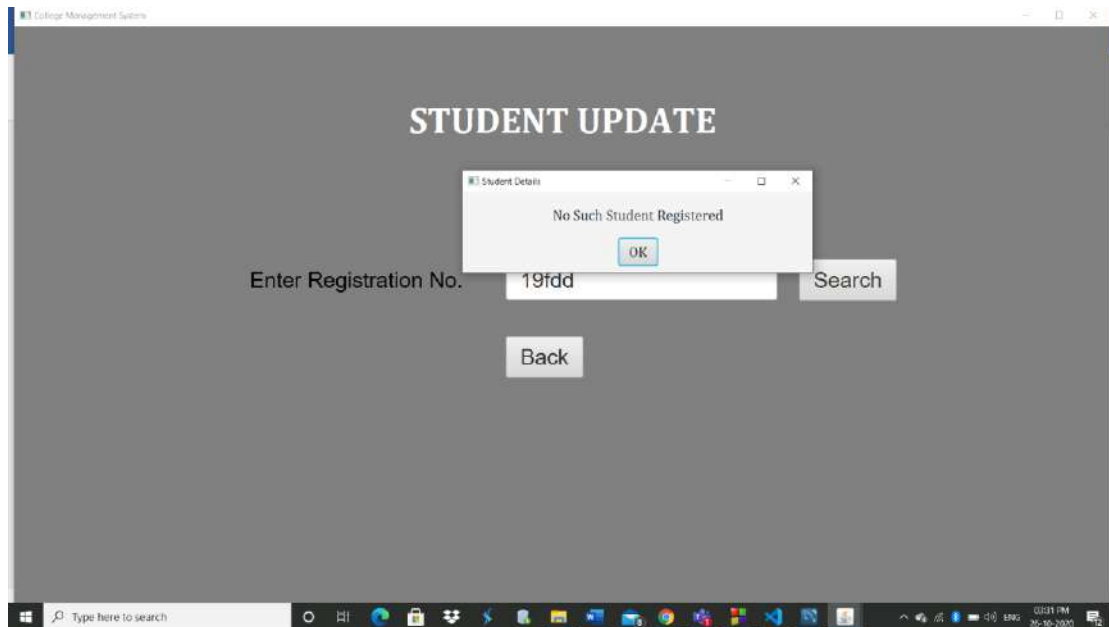 College Management System
STUDENT UPDATE
Student Details
No Such Student Registered
OK
Enter Registration No.
19fdd
Search
Back
Type here to search
ENG
03:31 PM
26-10-2020